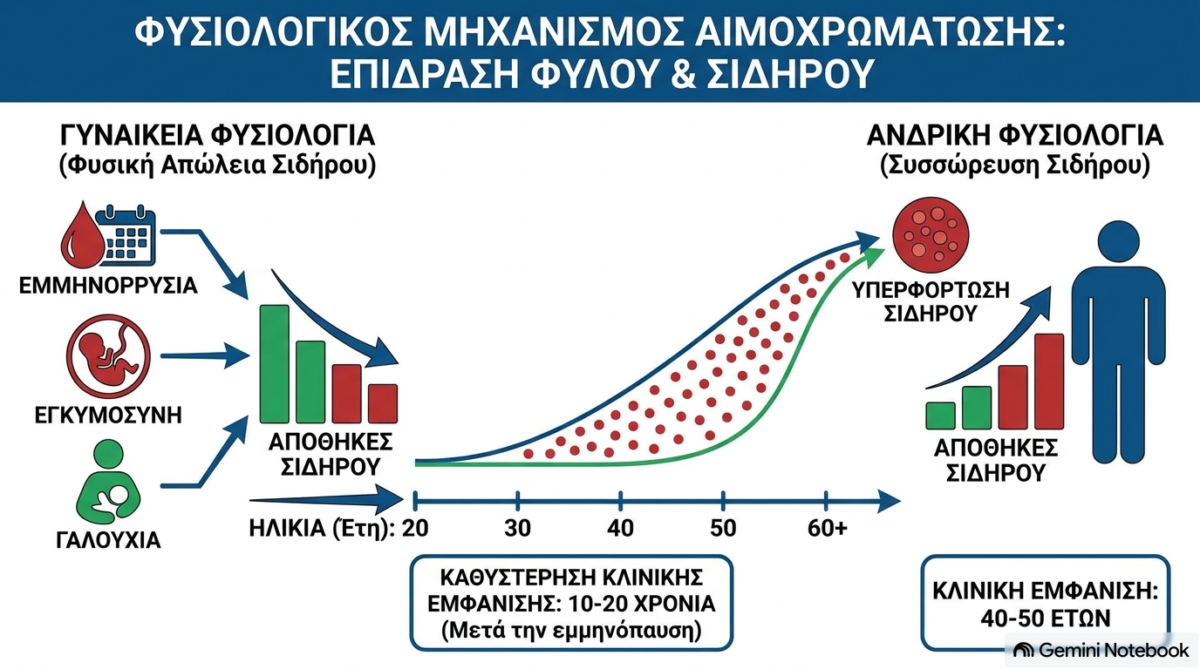 ΦΥΣΙΟΛΟΓΙΚΟΣ ΜΗΧΑΝΙΣΜΟΣ ΑΙΜΟΧΡΩΜΑΤΩΣΗΣ:
ΕΠΙΔΡΑΣΗ ΦΥΛΟΥ & ΣΙΔΗΡΟΥ
ΓΥΝΑΙΚΕΙΑ ΦΥΣΙΟΛΟΓΙΑ
(Φυσική Απώλεια Σιδήρου)
ΕΜΜΗΝΟΡΡΥΣΙΑ
ΕΓΚΥΜΟΣΥΝΗ
ΓΑΛΟΥΧΙΑ
ΑΠΟΘΗΚΕΣ
ΣΙΔΗΡΟΥ
ΗΛΙΚΙΑ (Έτη): 20 30 40 50 60+
ΚΑΘΥΣΤΕΡΗΣΗ ΚΛΙΝΙΚΗΣ
ΕΜΦΑΝΙΣΗΣ: 10-20 ΧΡΟΝΙΑ
(Μετά την εμμηνόπαυση)
ΑΝΔΡΙΚΗ ΦΥΣΙΟΛΟΓΙΑ
(Συσσώρευση Σιδήρου)
ΥΠΕΡΦΟΡΤΩΣΗ
ΣΙΔΗΡΟΥ
ΑΠΟΘΗΚΕΣ
ΣΙΔΗΡΟΥ
ΚΛΙΝΙΚΗ ΕΜΦΑΝΙΣΗ:
40-50 ΕΤΩΝ
Gemini Notebook